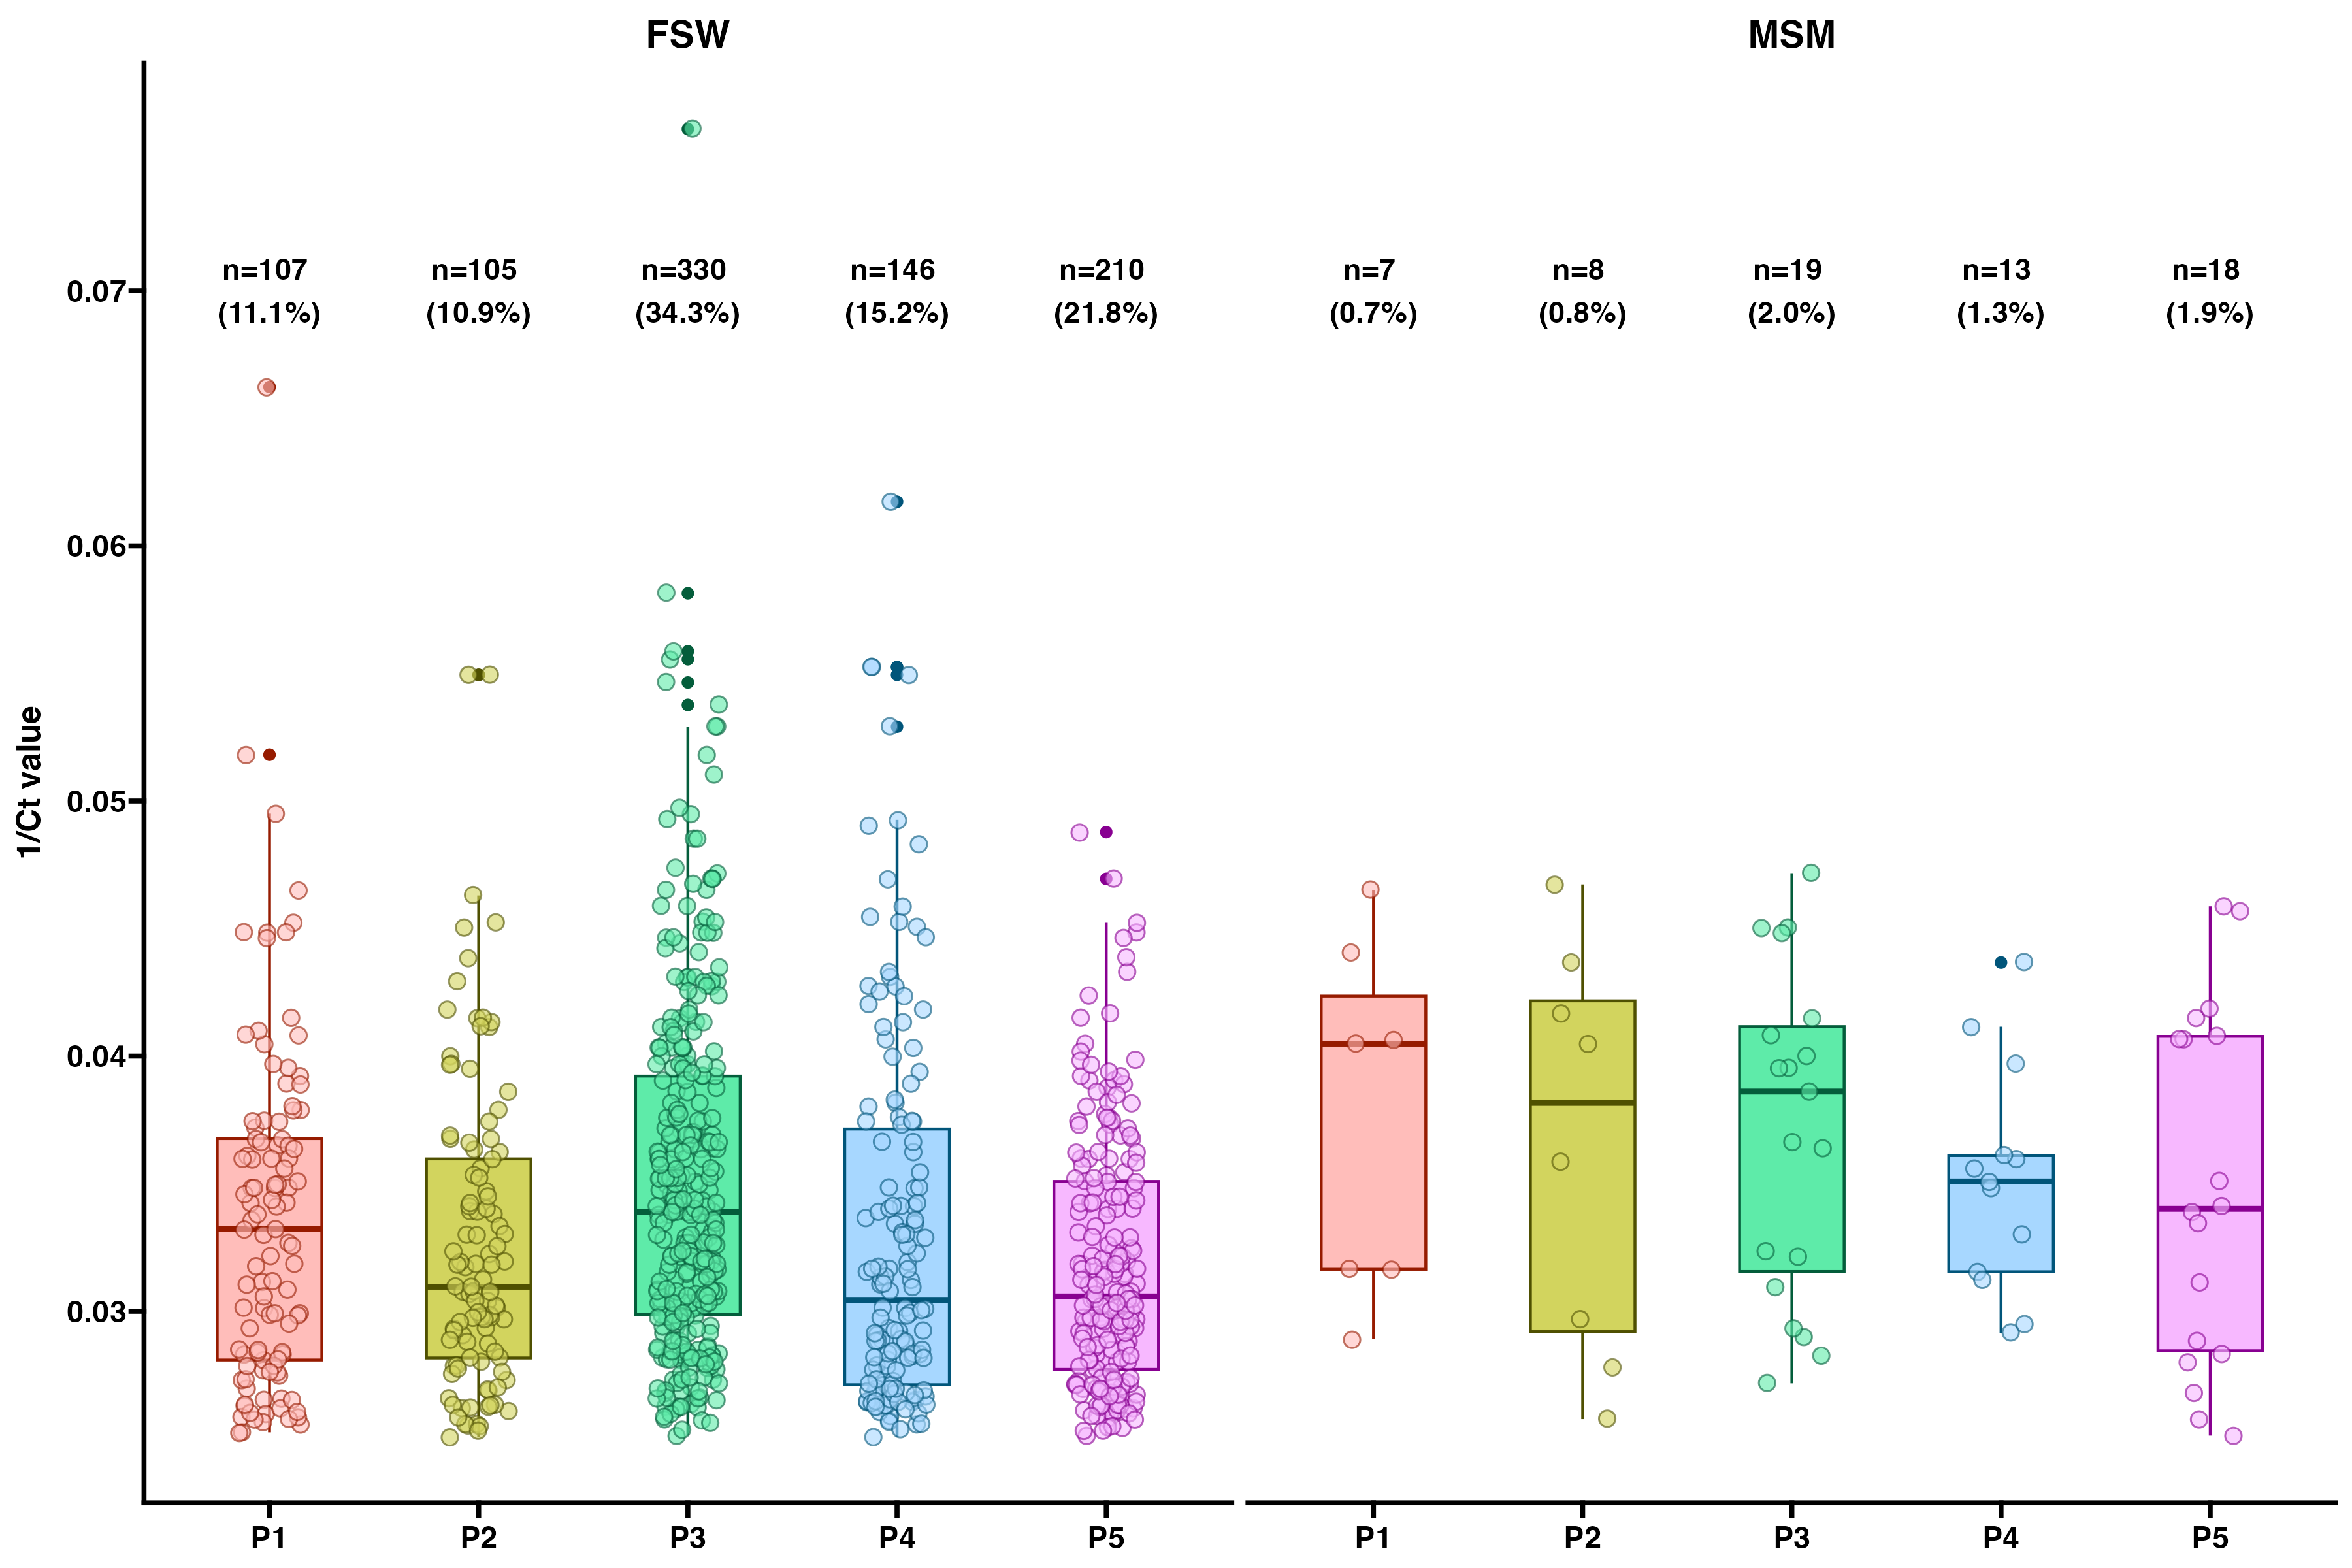 FSW
MSM
n=107
(11.1%)
n=105
(10.9%)
n=330
(34.3%)
n=146
(15.2%)
n=210
(21.8%)
n=7
(0.7%)
n=8
(0.8%)
n=19
(2.0%)
n=13
(1.3%)
n=18
(1.9%)
1/Ct value
0.07
0.06
0.05
0.04
0.03
P1
P2
P3
P4
P5
P1
P2
P3
P4
P5